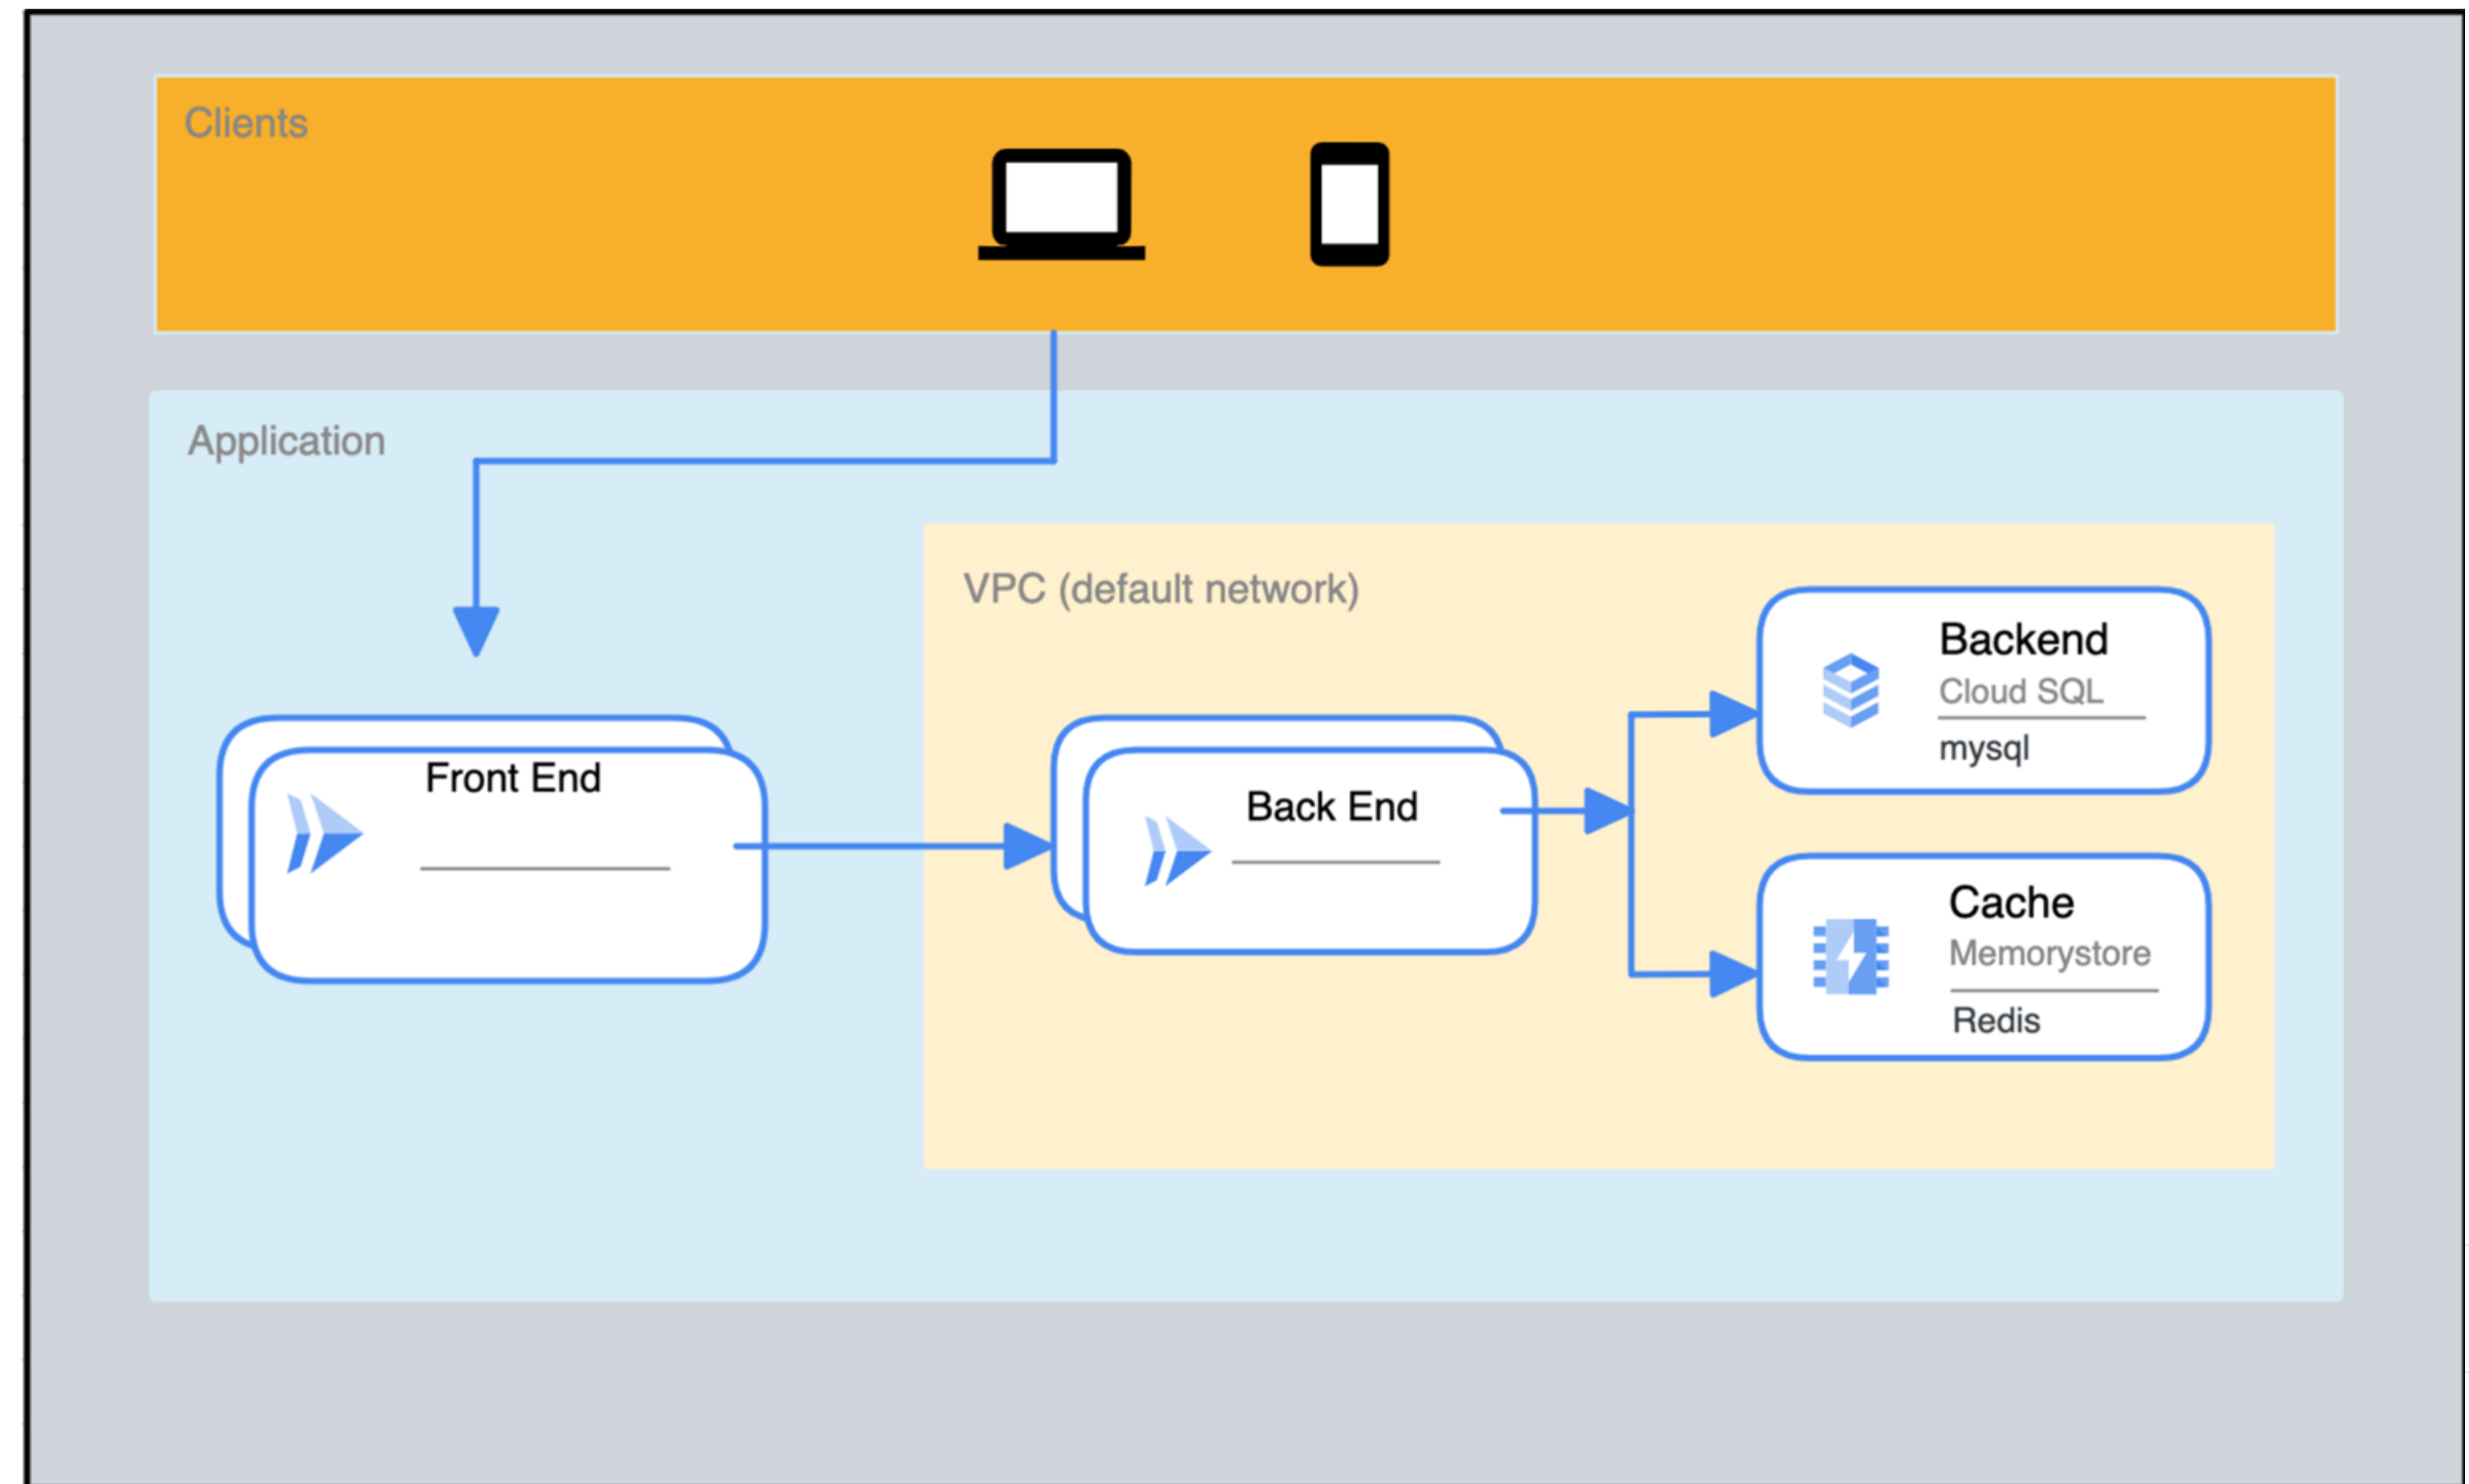 Clients
Application
VPC (default network)
Front End
Back End
Backend
Cloud SQL
mysql
Cache
Memorystore
Redis